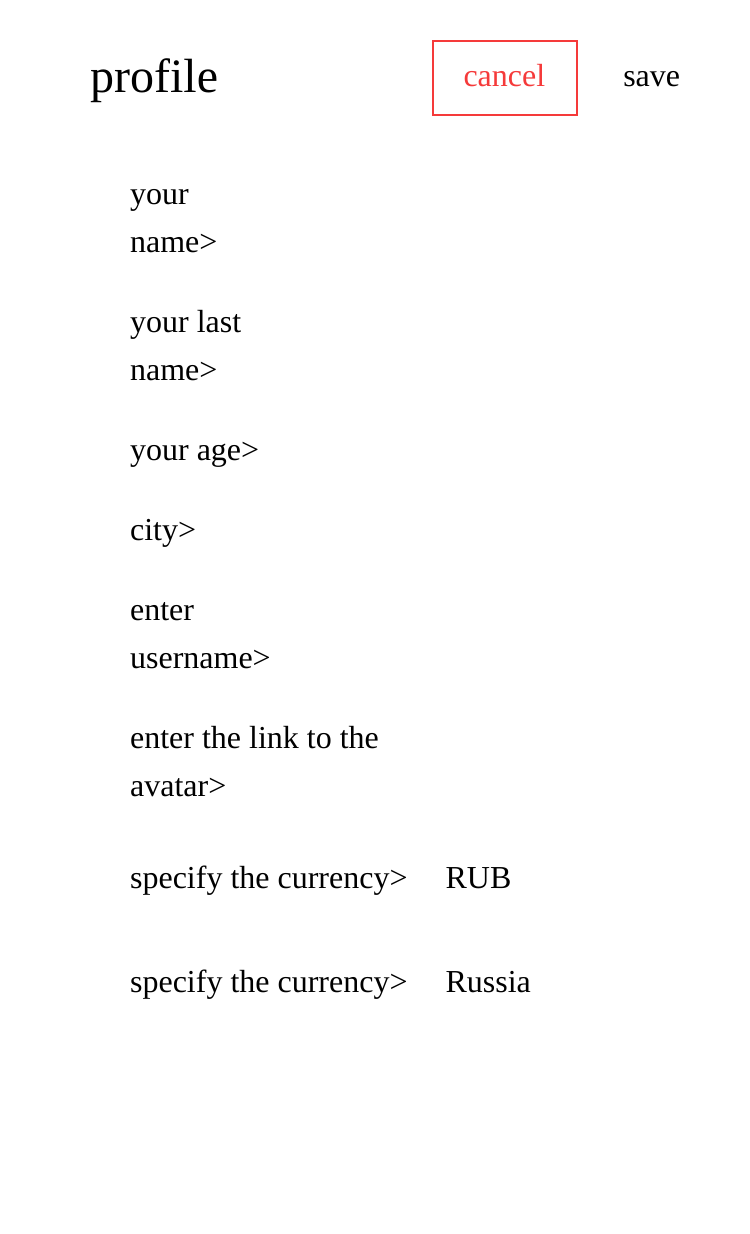 profile cancel save
your
name>
your last
name>
your age>
city>
enter
username>
enter the link to the
avatar>
specify the currency> RUB
specify the currency> Russia